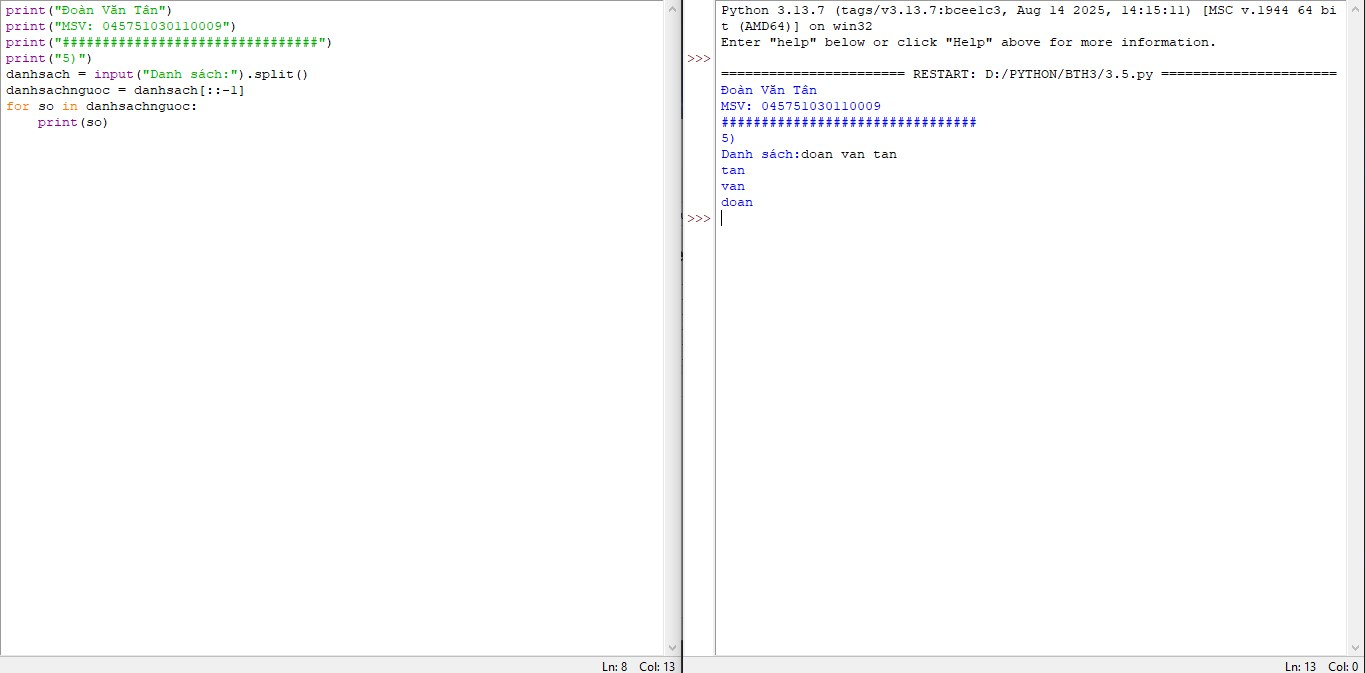 print("Đoàn Văn Tân")
print("MSV: 045751030110009")
print("################################")
print("5)")
danhsach = input("Danh sách:").split()
danhsachnguoc = danhsach[::-1]
for so in danhsachnguoc:
    print(so)
Ln: 8 Col: 13
Python 3.13.7 (tags/v3.13.7:bcee1c3, Aug 14 2025, 14:15:11) [MSC v.1944 64 bi
t (AMD64)] on win32
Enter "help" below or click "Help" above for more information.
>>>
======================= RESTART: D:/PYTHON/BTH3/3.5.py ======================
Đoàn Văn Tân
MSV: 045751030110009
################################
5)
Danh sách:doan van tan
tan
van
doan
>>>
Ln: 13 Col: 0